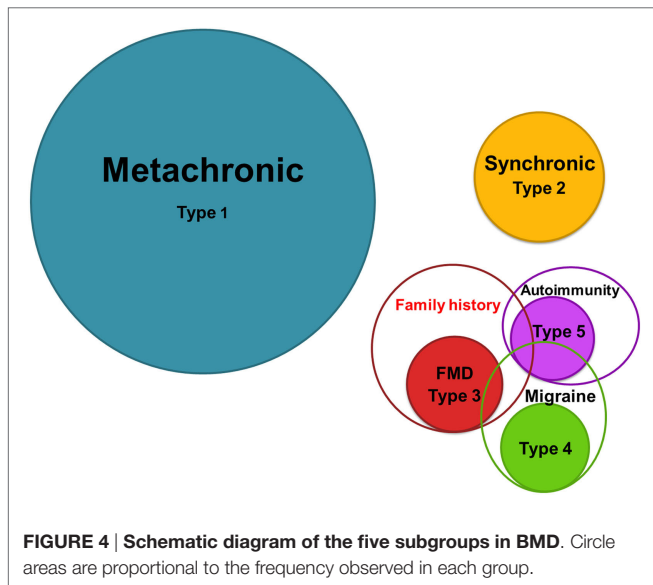 Metachronic
Type 1
Synchronic
Type 2
Family history
Autoimmunity
Type 5
FMD
Type 3
Migraine
Type 4
FIGURE 4 | Schematic diagram of the five subgroups in BMD. Circle
areas are proportional to the frequency observed in each group.